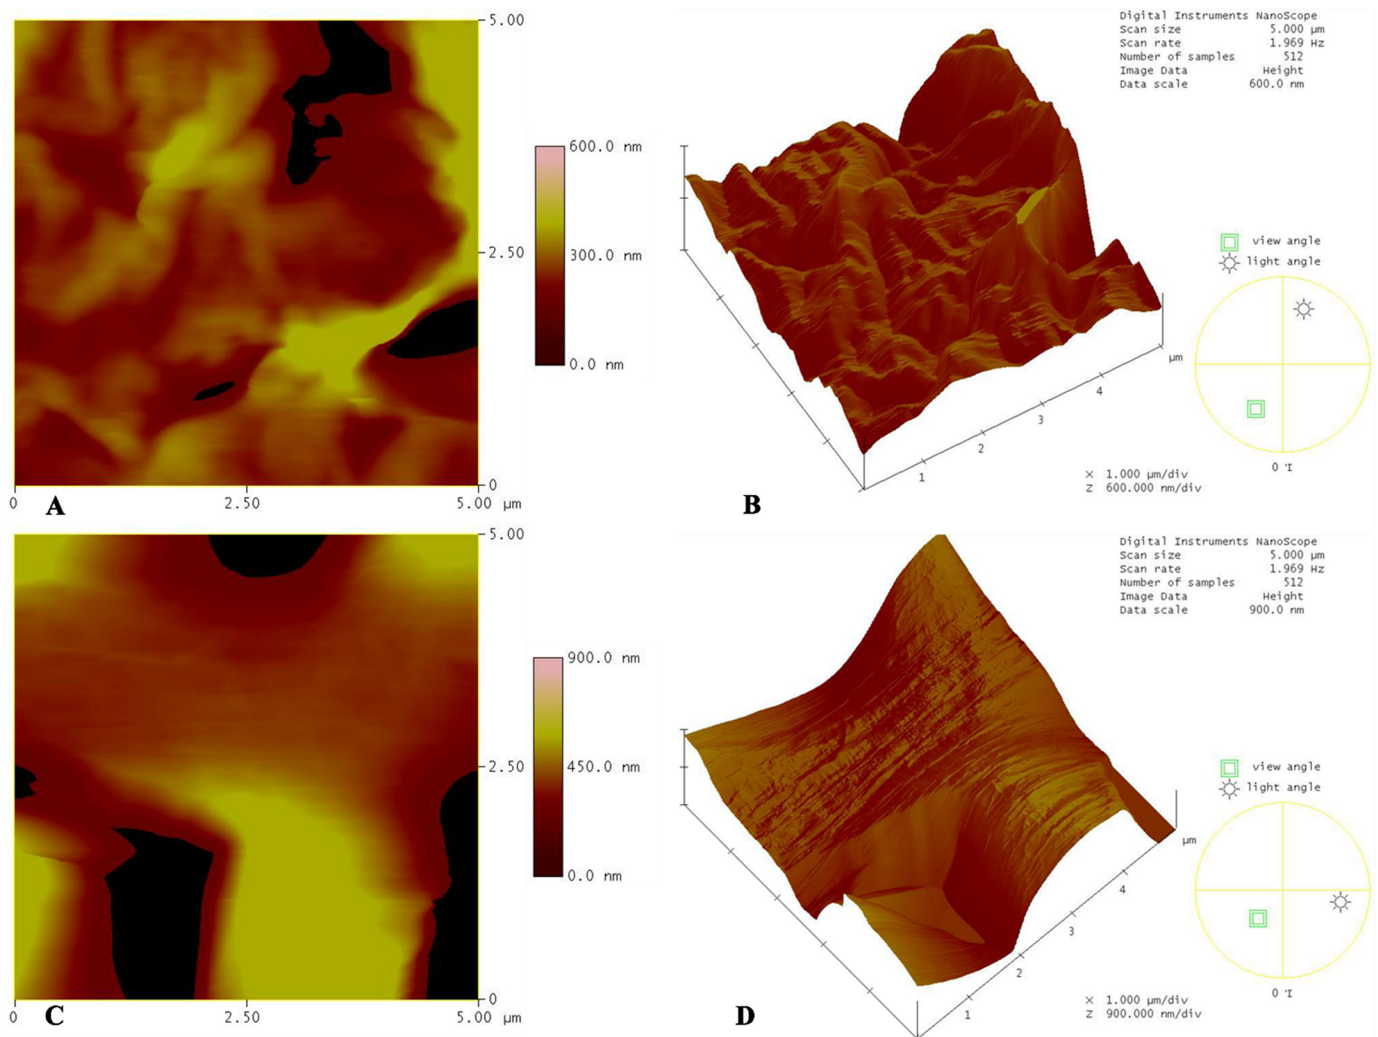 5.00
2.50
0
600.0 nm
300.0 nm
0.0 nm
0
2.50
5.00 µm
A
Digital Instruments NanoScope
Scan size 5.000 µm
Scan rate 1.969 Hz
Number of samples 512
Image Data Height
Data scale 600.0 nm
view angle
light angle
µm
4
3
2
1
X 1.000 µm/div
Z 600.000 nm/div
B
5.00
2.50
0
900.0 nm
450.0 nm
0.0 nm
0
2.50
5.00 µm
C
Digital Instruments NanoScope
Scan size 5.000 µm
Scan rate 1.969 Hz
Number of samples 512
Image Data Height
Data scale 900.0 nm
view angle
light angle
µm
4
3
2
1
X 1.000 µm/div
Z 900.000 nm/div
D